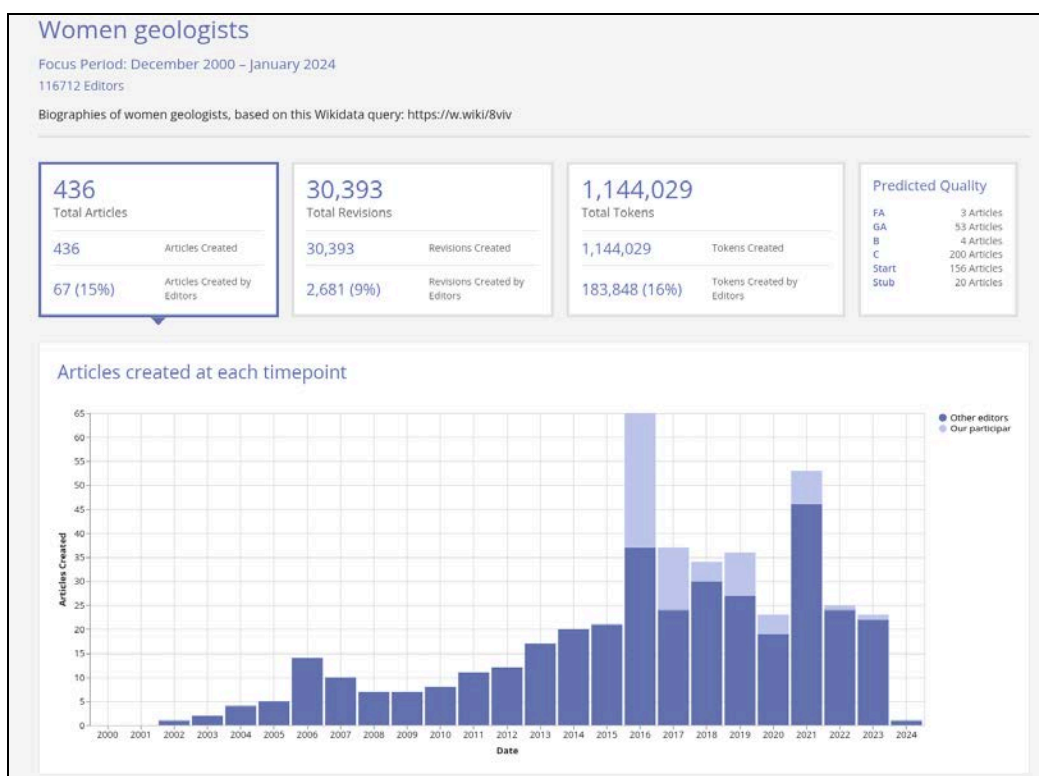 Women geologists
Focus Period: December 2000 – January 2024
116712 Editors
Biographies of women geologists, based on this Wikidata query: https://w.wiki/8viv
436
Total Articles
436 Articles Created
67 (15%) Articles Created by
Editors
30,393
Total Revisions
30,393 Revisions Created
2,681 (9%) Revisions Created by
Editors
1,144,029
Total Tokens
1,144,029 Tokens Created
183,848 (16%) Tokens Created by
Editors
Predicted Quality
FA 3 Articles
GA 53 Articles
B 4 Articles
C 200 Articles
Start 156 Articles
Stub 20 Articles
Articles created at each timepoint
65
60
55
50
45
40
35
30
25
20
15
10
5
0
Articles Created
2000 2001 2002 2003 2004 2005 2006 2007 2008 2009 2010 2011 2012 2013 2014 2015 2016 2017 2018 2019 2020 2021 2022 2023 2024
Date
Other editors
Our participar